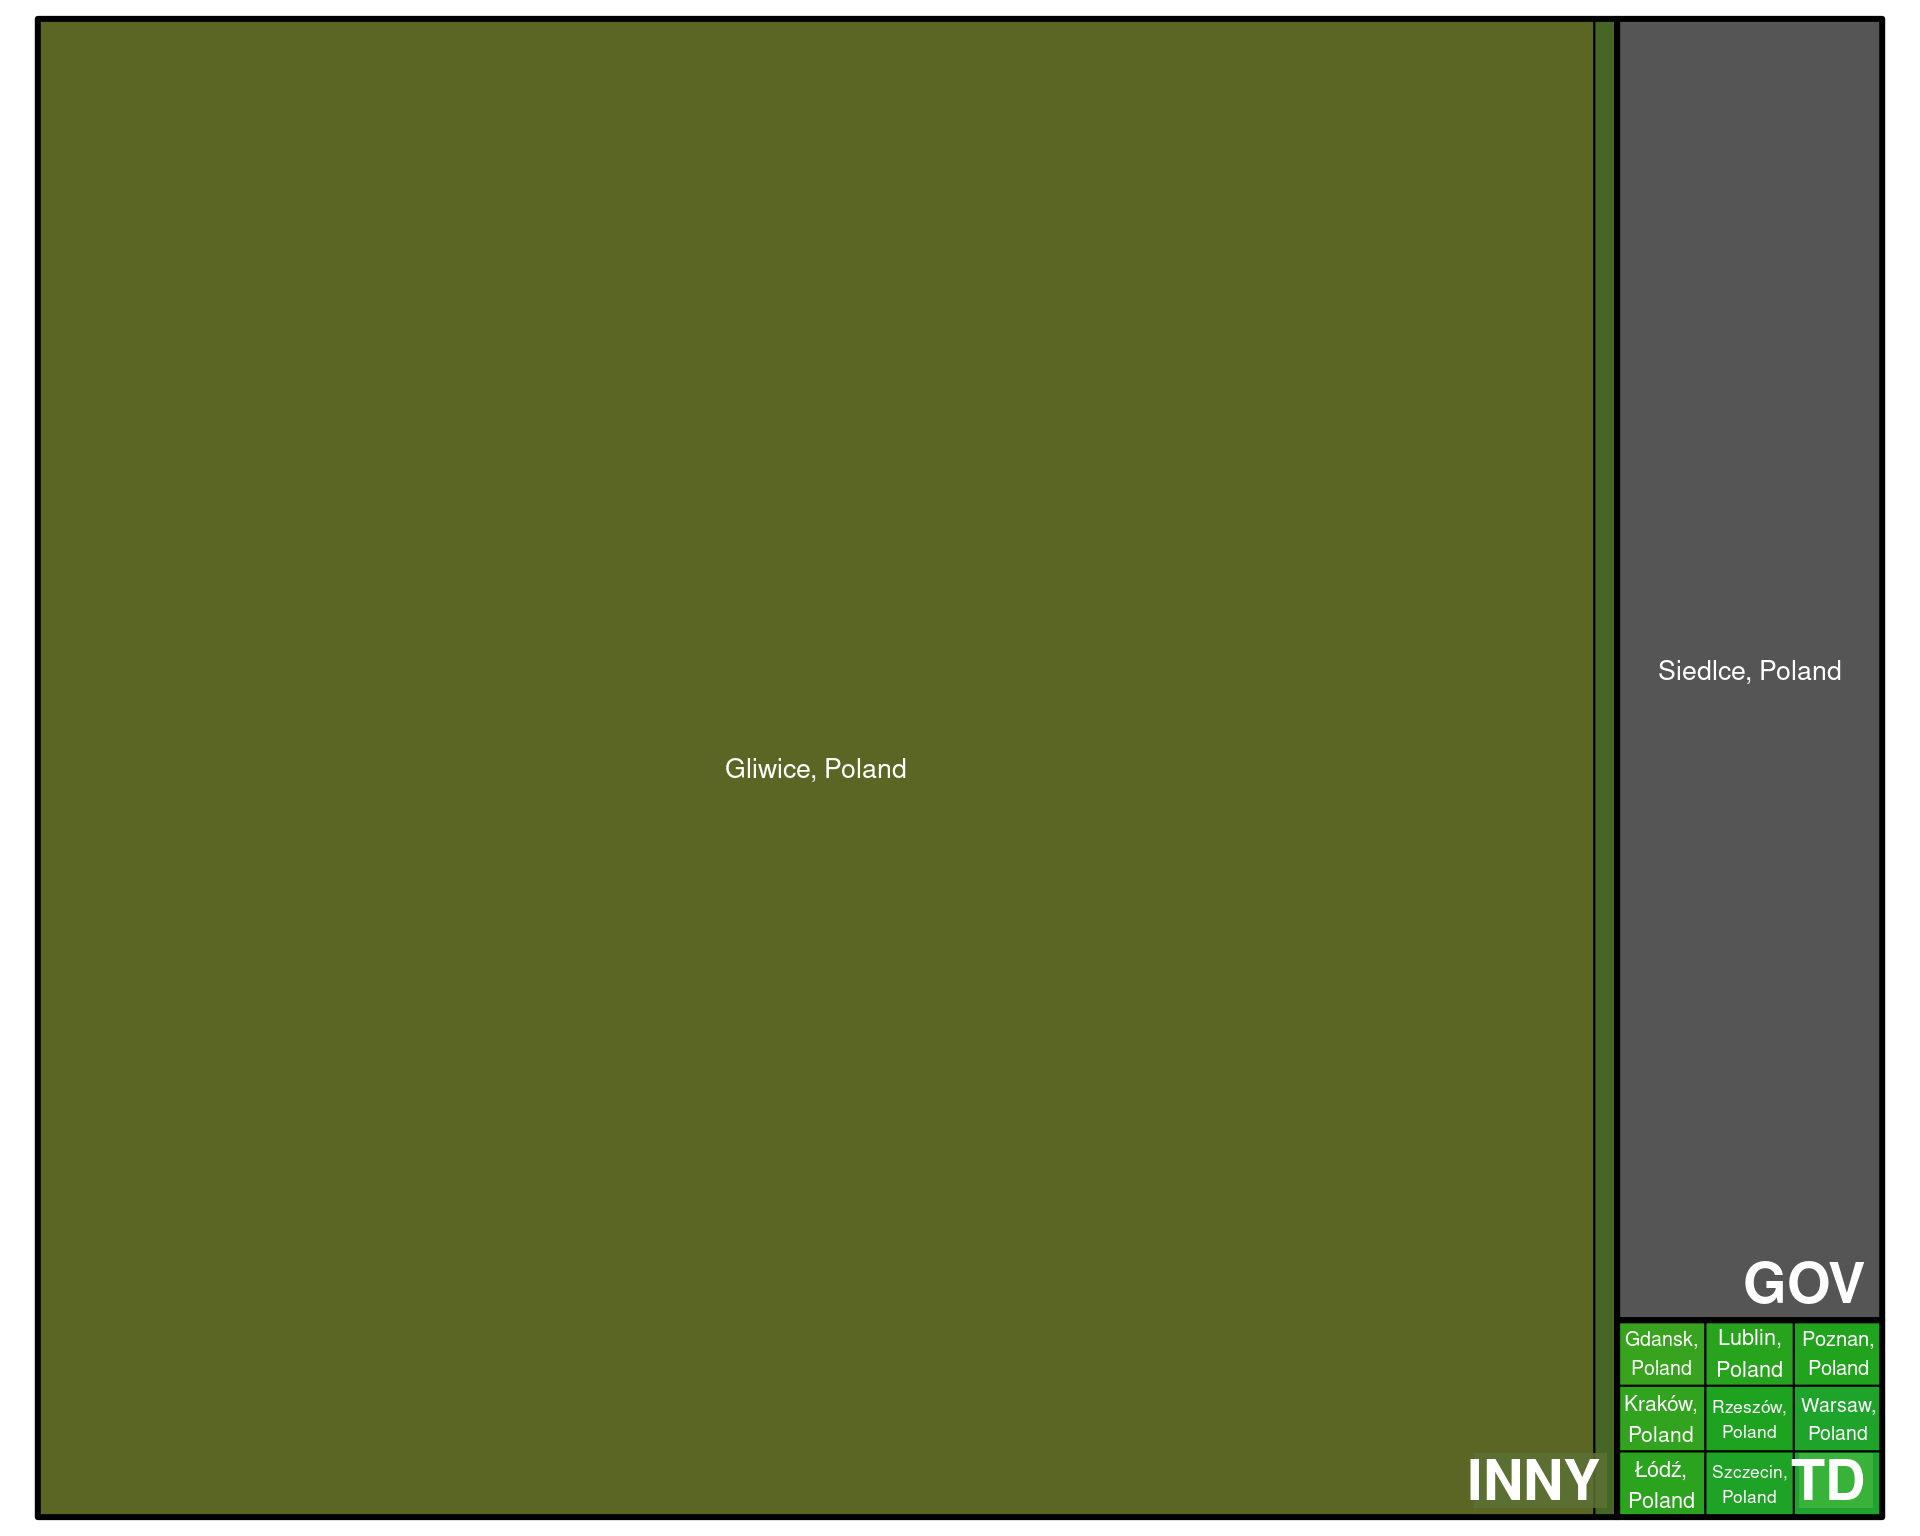 Gliwice, Poland
INNY
Siedlce, Poland
GOV
Gdansk,
Poland
Lublin,
Poland
Poznan,
Poland
Kraków,
Poland
Rzeszów,
Poland
Warsaw,
Poland
Łódź,
Poland
Szczecin,
Poland
TD